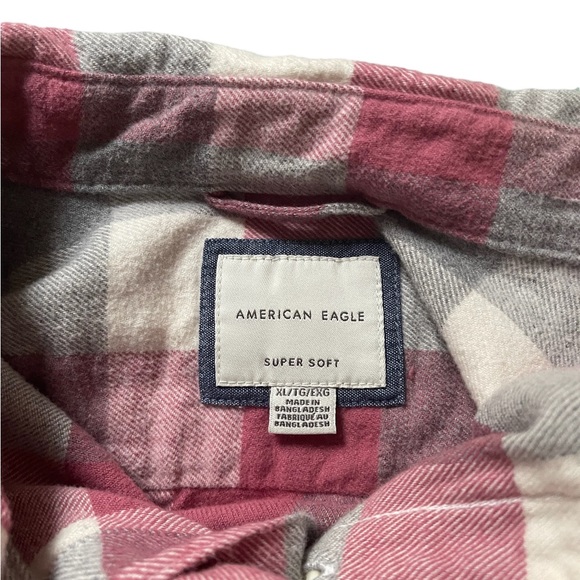 AMERICAN EAGLE
SUPER SOFT
XL/TG/EXG
MADE IN
BANGLADESH
FABRIQUÉ AU
BANGLADESH